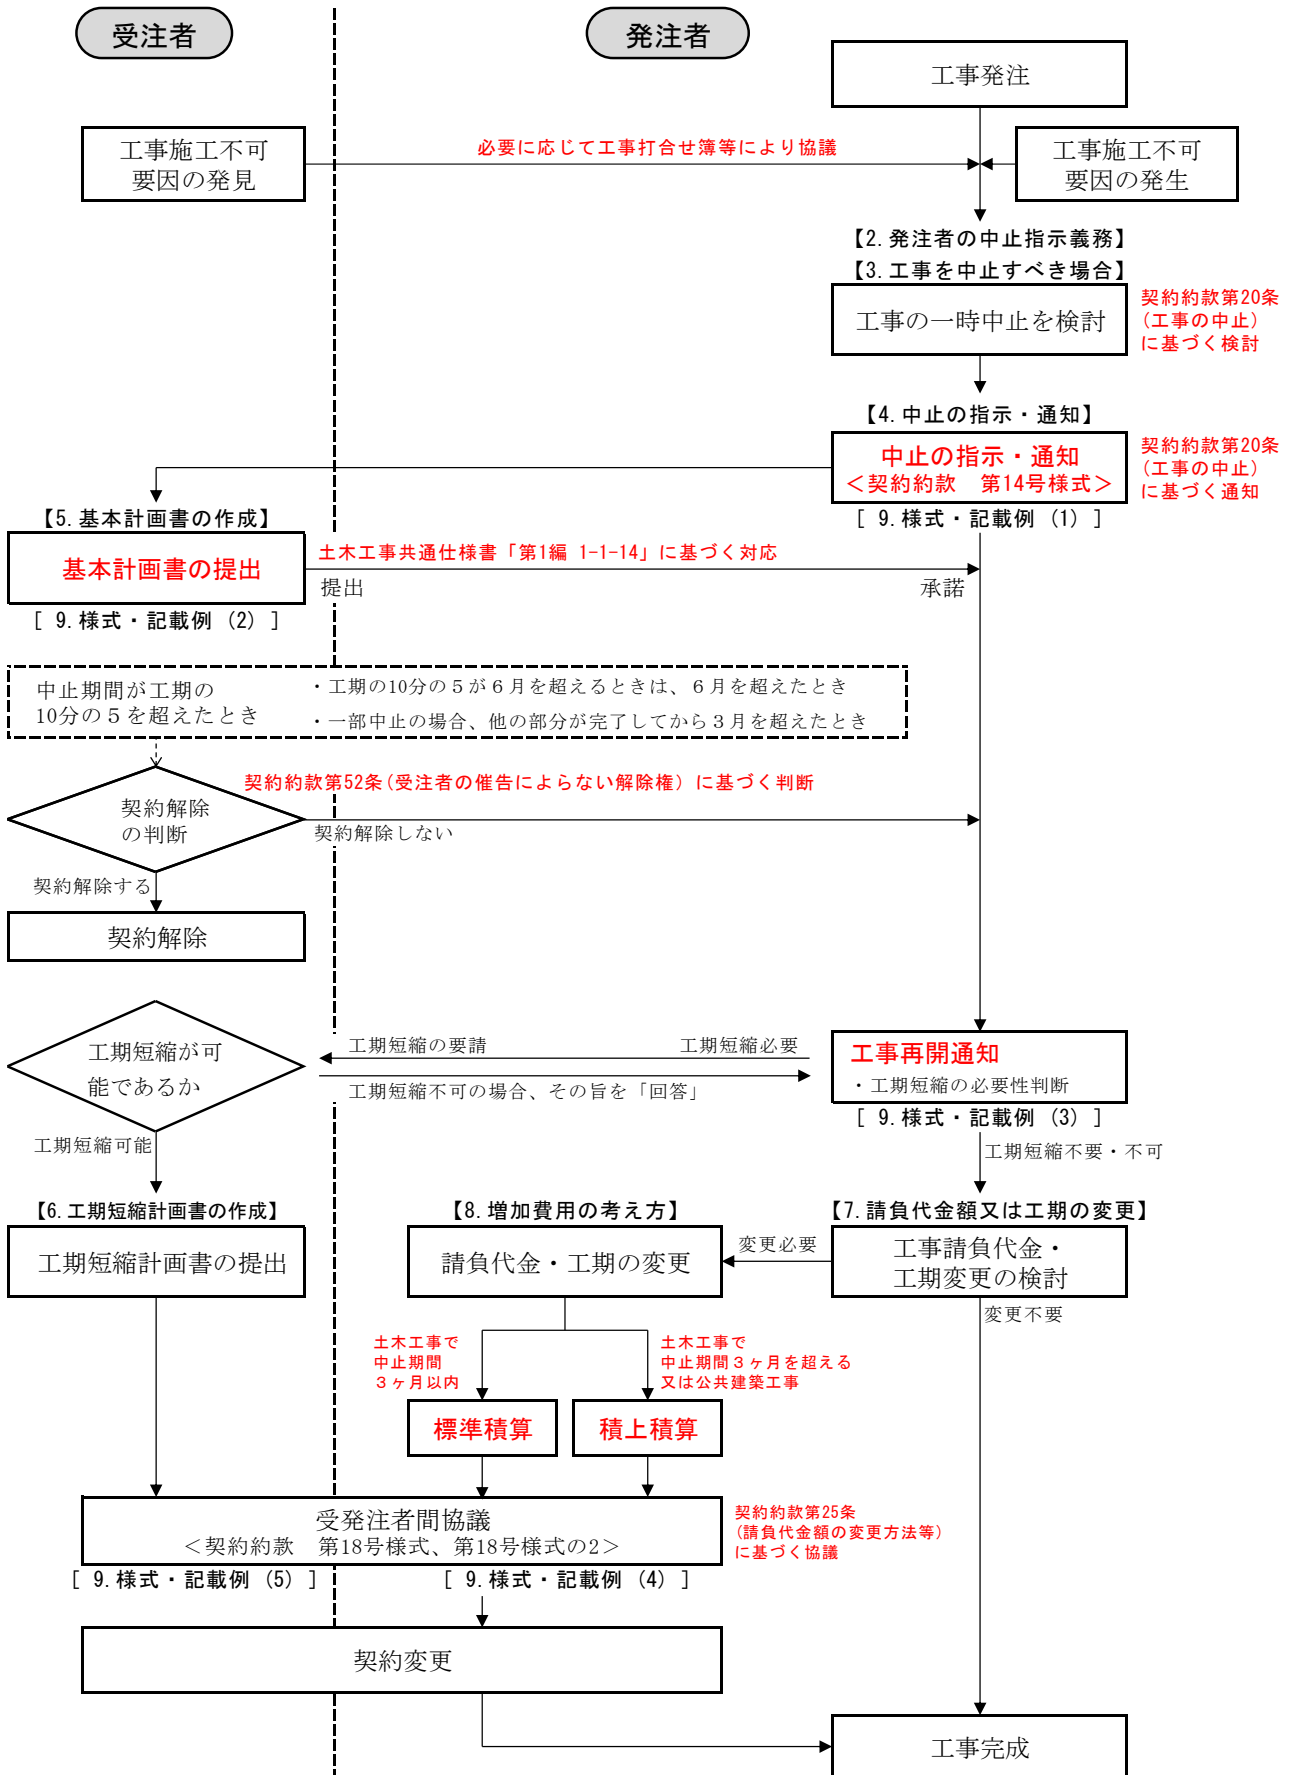 受注者
発注者
工事発注
工事施工不可
要因の発見
必要に応じて工事打合せ簿等により協議
工事施工不可
要因の発生
【2.発注者の中止指示義務】
【3.工事を中止すべき場合】
工事の一時中止を検討
契約約款第20条
(工事の中止)
に基づく検討
【4.中止の指示・通知】
中止の指示・通知
＜契約約款　第14号様式＞
契約約款第20条
(工事の中止)
に基づく通知
[ 9.様式・記載例 (1) ]
【5.基本計画書の作成】
基本計画書の提出
土木工事共通仕様書「第1編 1-1-14」に基づく対応
提出
承諾
[ 9.様式・記載例 (2) ]
中止期間が工期の
10分の５を超えたとき
・工期の10分の５が６月を超えるときは、６月を超えたとき
・一部中止の場合、他の部分が完了してから３月を超えたとき
契約約款第52条(受注者の催告によらない解除権) に基づく判断
契約解除
の判断
契約解除しない
契約解除する
契約解除
工期短縮が可
能であるか
工期短縮の要請
工期短縮必要
工期短縮不可の場合、その旨を「回答」
工事再開通知
・工期短縮の必要性判断
[ 9.様式・記載例 (3) ]
工期短縮可能
工期短縮不要・不可
【6.工期短縮計画書の作成】
工期短縮計画書の提出
【8.増加費用の考え方】
請負代金・工期の変更
変更必要
【7.請負代金額又は工期の変更】
工事請負代金・
工期変更の検討
変更不要
土木工事で
中止期間
３ヶ月以内
土木工事で
中止期間３ヶ月を超える
又は公共建築工事
標準積算
積上積算
受発注者間協議
＜契約約款　第18号様式、第18号様式の2＞
契約約款第25条
(請負代金額の変更方法等)
に基づく協議
[ 9.様式・記載例 (5) ]
[ 9.様式・記載例 (4) ]
契約変更
工事完成